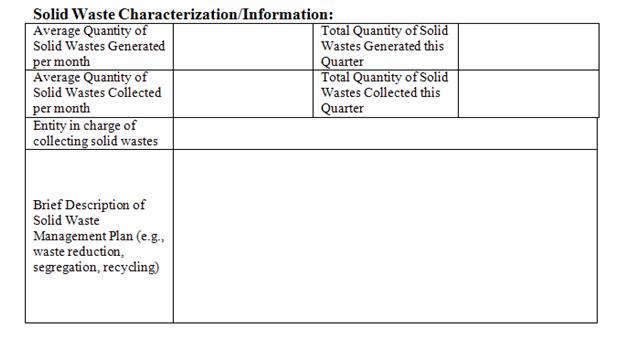 Solid Waste Characterization/Information:
Average Quantity of
Solid Wastes Generated
per month
Total Quantity of Solid
Wastes Generated this
Quarter
Average Quantity of
Solid Wastes Collected
per month
Total Quantity of Solid
Wastes Collected this
Quarter
Entity in charge of
collecting solid wastes
Brief Description of
Solid Waste
Management Plan (e.g.,
waste reduction,
segregation, recycling)